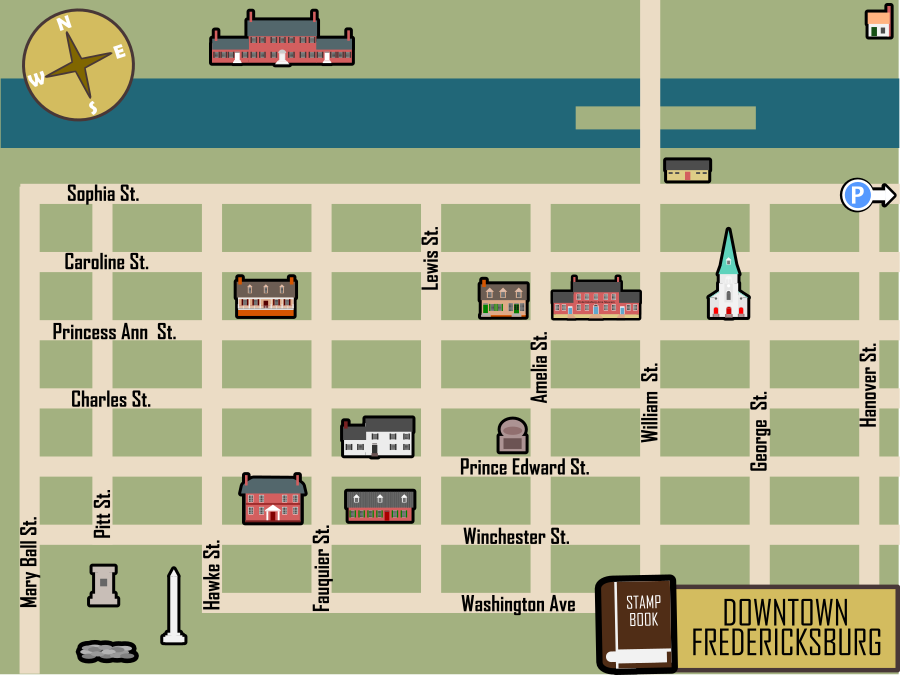 N
E
W
S
Sophia St.
P
Caroline St.
Lewis St.
Princess Ann St.
Amelia St.
Hanover St.
Charles St.
William St.
George St.
Prince Edward St.
Pitt St.
Winchester St.
Mary Ball St.
Hawke St.
Fauquier St.
Washington Ave
STAMP
BOOK
DOWNTOWN
FREDERICKSBURG